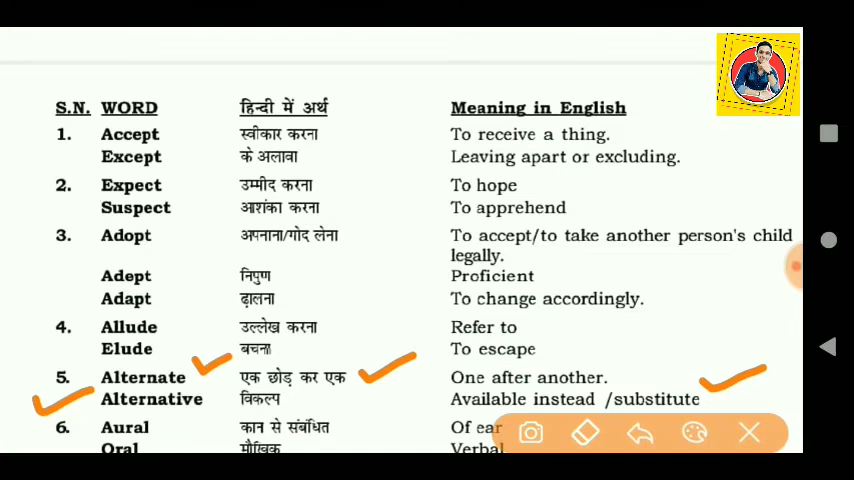 S.N. WORD हिन्दी में अर्थ Meaning in English
1. Accept स्वीकार करना To receive a thing.
Except के अलावा Leaving apart or excluding.
2. Expect उम्मीद करना To hope
Suspect आशंका करना To apprehend
3. Adopt अपनाना/गोद लेना To accept/to take another person's child
legally.
Adept निपुण Proficient
Adapt ढ़ालना To change accordingly.
4. Allude उल्लेख करना Refer to
Elude बचना To escape
5. Alternate एक छोड़ कर एक One after another.
Alternative विकल्प Available instead /substitute
6. Aural कान से संबंधित Of ear
Oral मौखिक Verbal